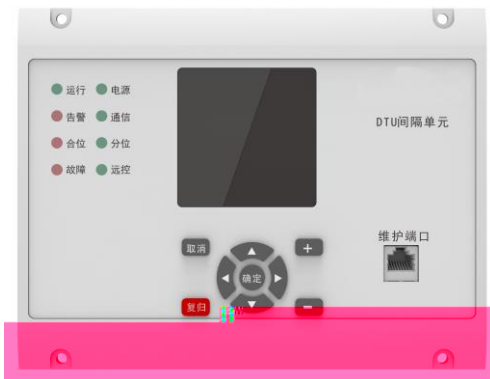 运行 电源
告警 通信
合位 分位
故障 远控
DTU间隔单元
维护端口
取消
+
确定
复归
−